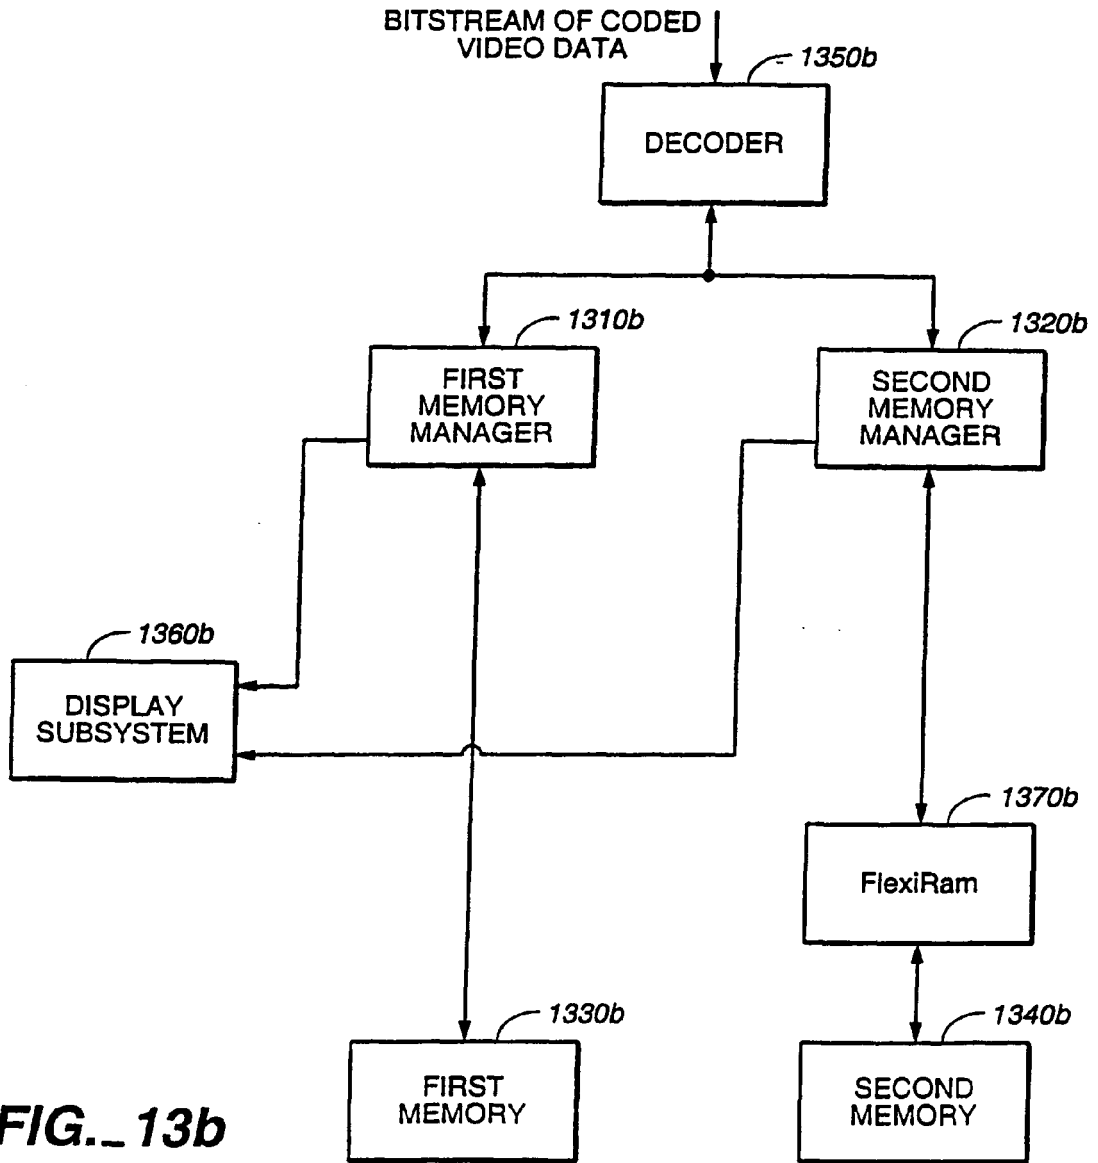 BITSTREAM OF CODED
VIDEO DATA
1350b
DECODER
1310b
FIRST
MEMORY
MANAGER
1320b
SECOND
MEMORY
MANAGER
1360b
DISPLAY
SUBSYSTEM
1370b
FlexiRam
1330b
FIRST
MEMORY
1340b
SECOND
MEMORY
FIG._13b